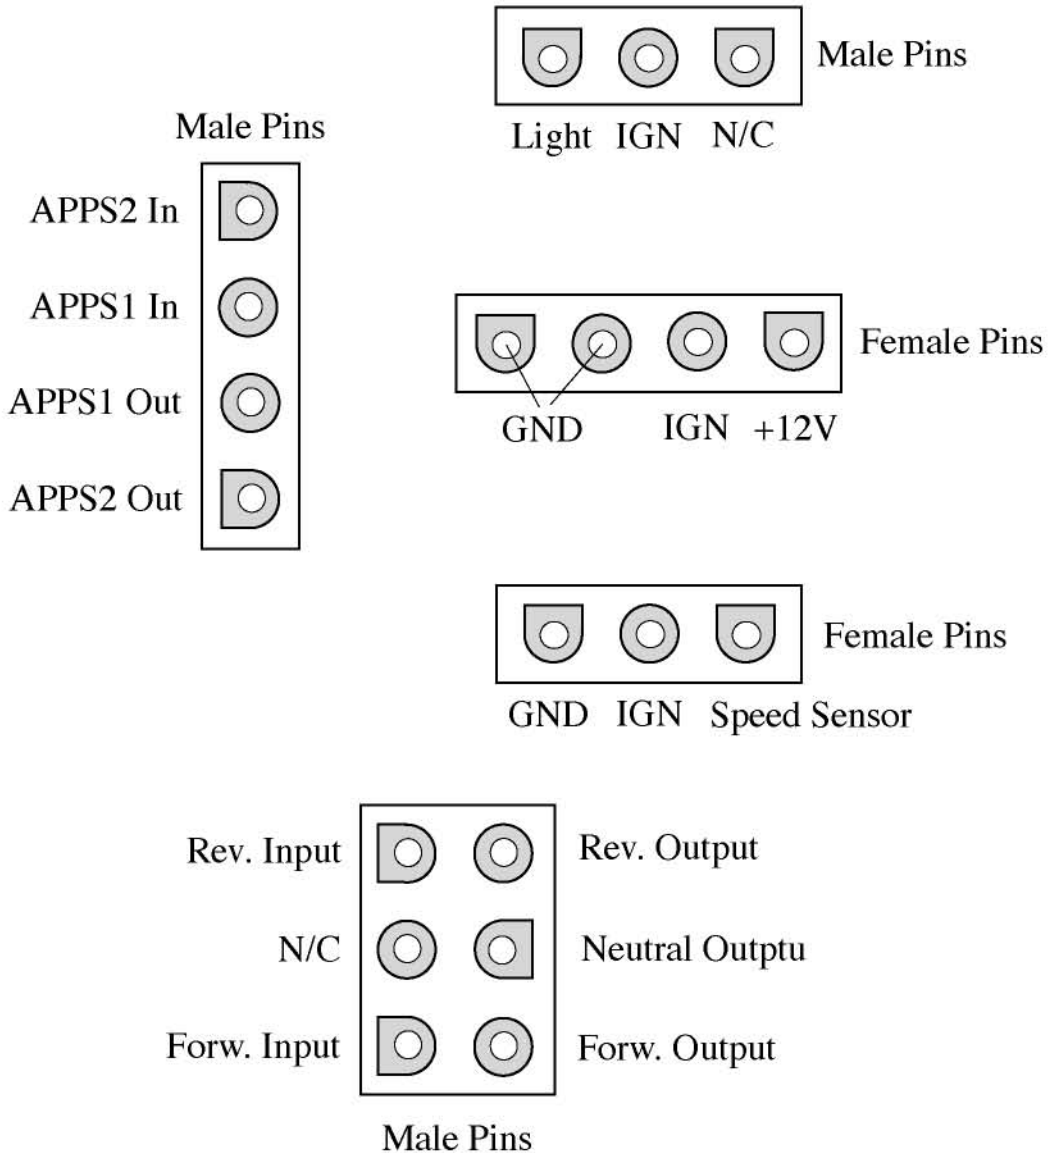 Male Pins
Light IGN N/C
Male Pins
APPS2 In
APPS1 In
APPS1 Out
APPS2 Out
Female Pins
GND IGN +12V
Female Pins
GND IGN Speed Sensor
Rev. Input Rev. Output
N/C Neutral Outptu
Forw. Input Forw. Output
Male Pins